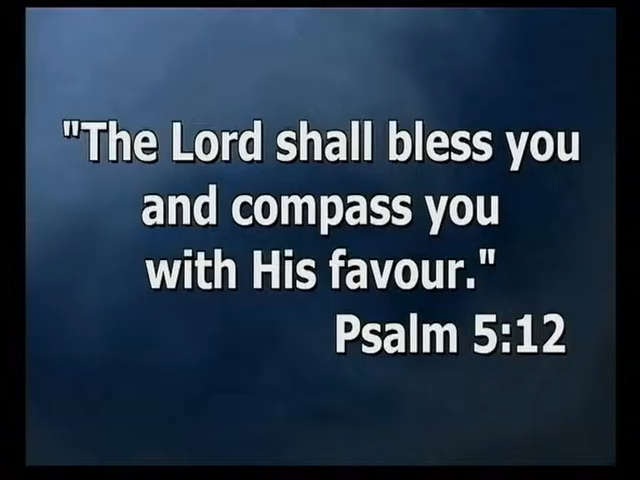 "The Lord shall bless you
and compass you
with His favour."
Psalm 5:12